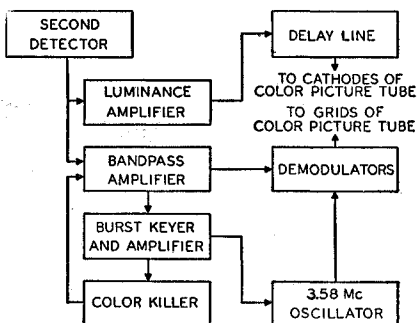 SECOND
DETECTOR
DELAY LINE
LUMINANCE
AMPLIFIER
TO CATHODES OF
COLOR PICTURE TUBE
TO GRIDS OF
COLOR PICTURE TUBE
BANDPASS
AMPLIFIER
DEMODULATORS
BURST KEYER
AND AMPLIFIER
COLOR KILLER
3.58 Mc
OSCILLATOR